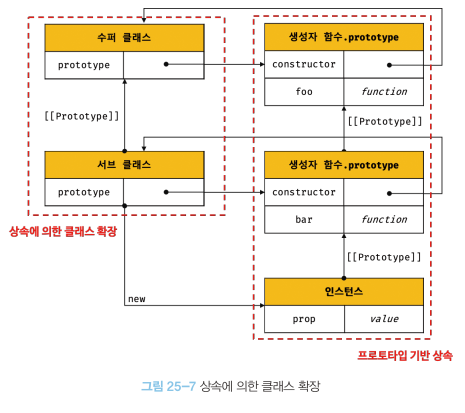 수퍼 클래스
생성자 함수.prototype
prototype
constructor
foo
function
[[Prototype]]
[[Prototype]]
서브 클래스
생성자 함수.prototype
prototype
constructor
bar
function
상속에 의한 클래스 확장
[[Prototype]]
new
인스턴스
prop
value
프로토타입 기반 상속
그림 25-7 상속에 의한 클래스 확장